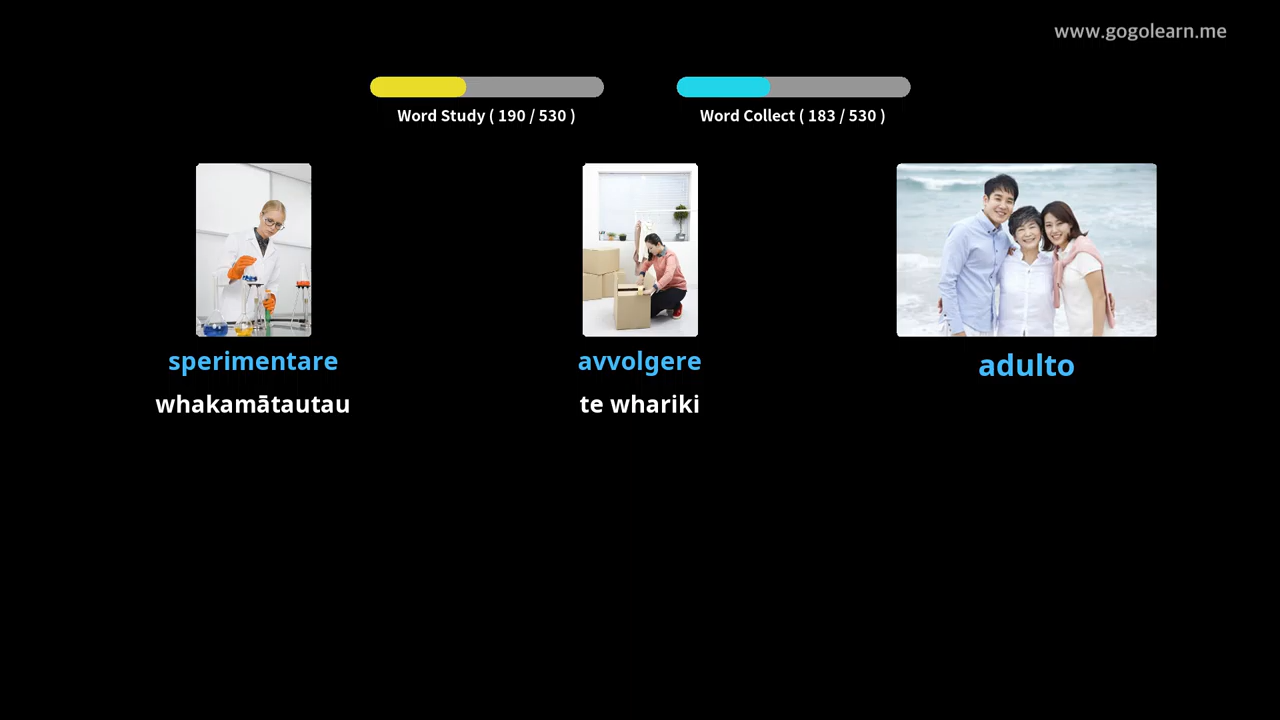 www.gogolearn.me
Word Study ( 190 / 530 )
Word Collect ( 183 / 530 )
sperimentare
avvolgere
adulto
whakamātautau
te whariki